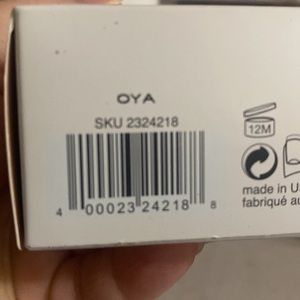 OYA
SKU 2324218
4 00023 24218 8
12M
made in U
fabriqué au